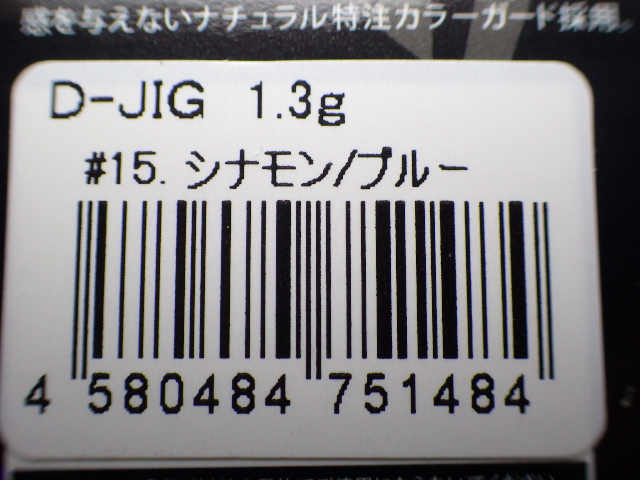 感を与えないナチュラル特注カラーガード採用。
D-JIG 1.3g
#15. シナモン/ブルー
4 580484 751484